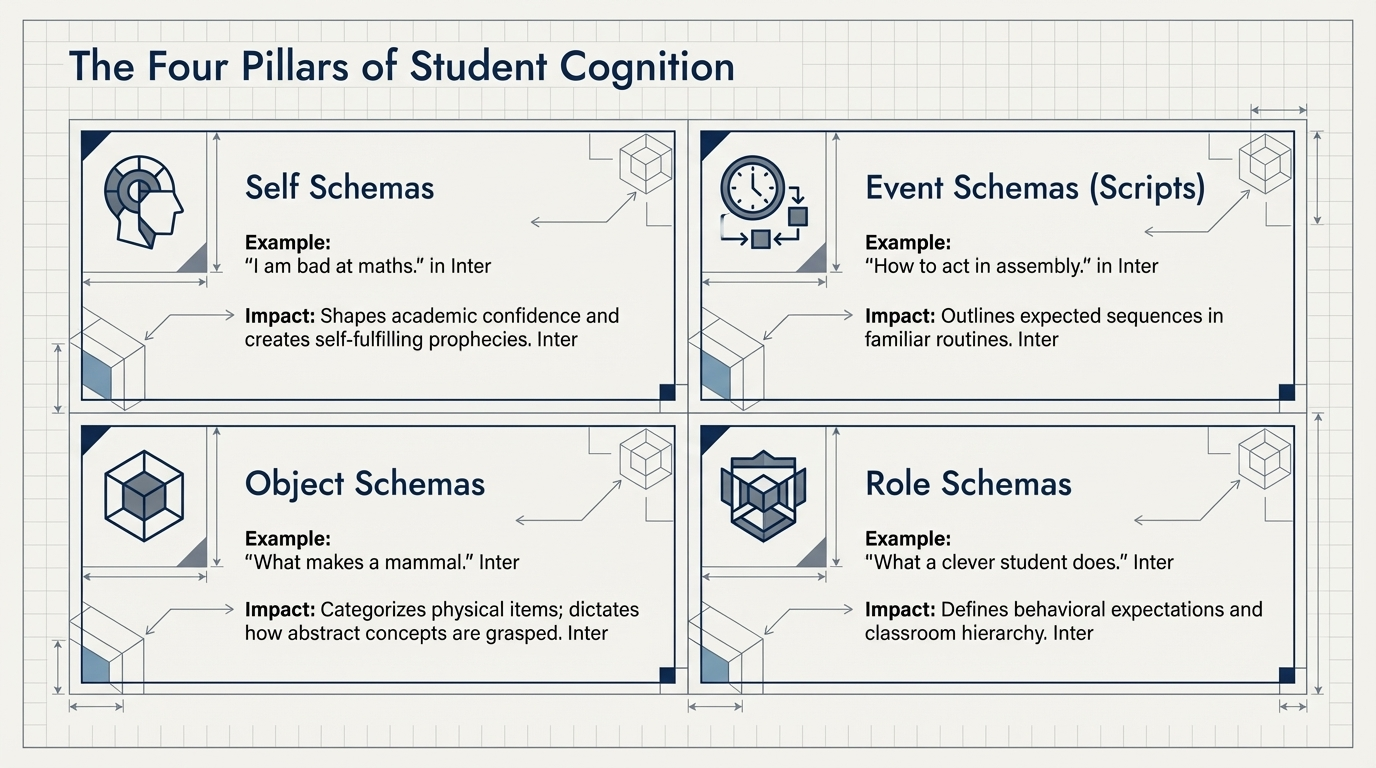 The Four Pillars of Student Cognition
Self Schemas
Example:
“I am bad at maths.” in Inter
Impact: Shapes academic confidence and
creates self-fulfilling prophecies. Inter
Event Schemas (Scripts)
Example:
“How to act in assembly.” in Inter
Impact: Outlines expected sequences in
familiar routines. Inter
Object Schemas
Example:
“What makes a mammal.” Inter
Impact: Categorizes physical items; dictates
how abstract concepts are grasped. Inter
Role Schemas
Example:
“What a clever student does.” Inter
Impact: Defines behavioral expectations and
classroom hierarchy. Inter